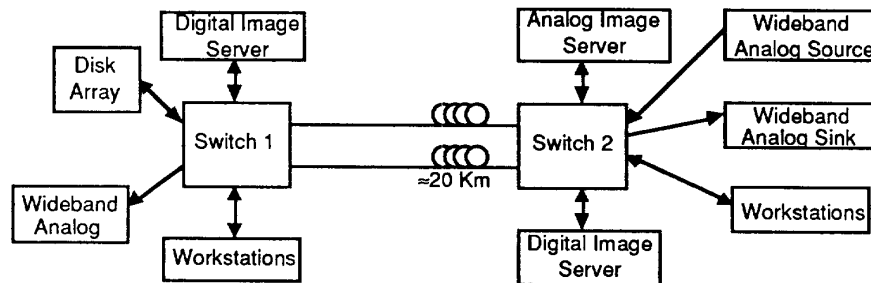 Digital Image
Server
Analog Image
Server
Wideband
Analog Source
Disk
Array
Switch 1
Switch 2
Wideband
Analog Sink
≈20 Km
Wideband
Analog
Workstations
Workstations
Digital Image
Server